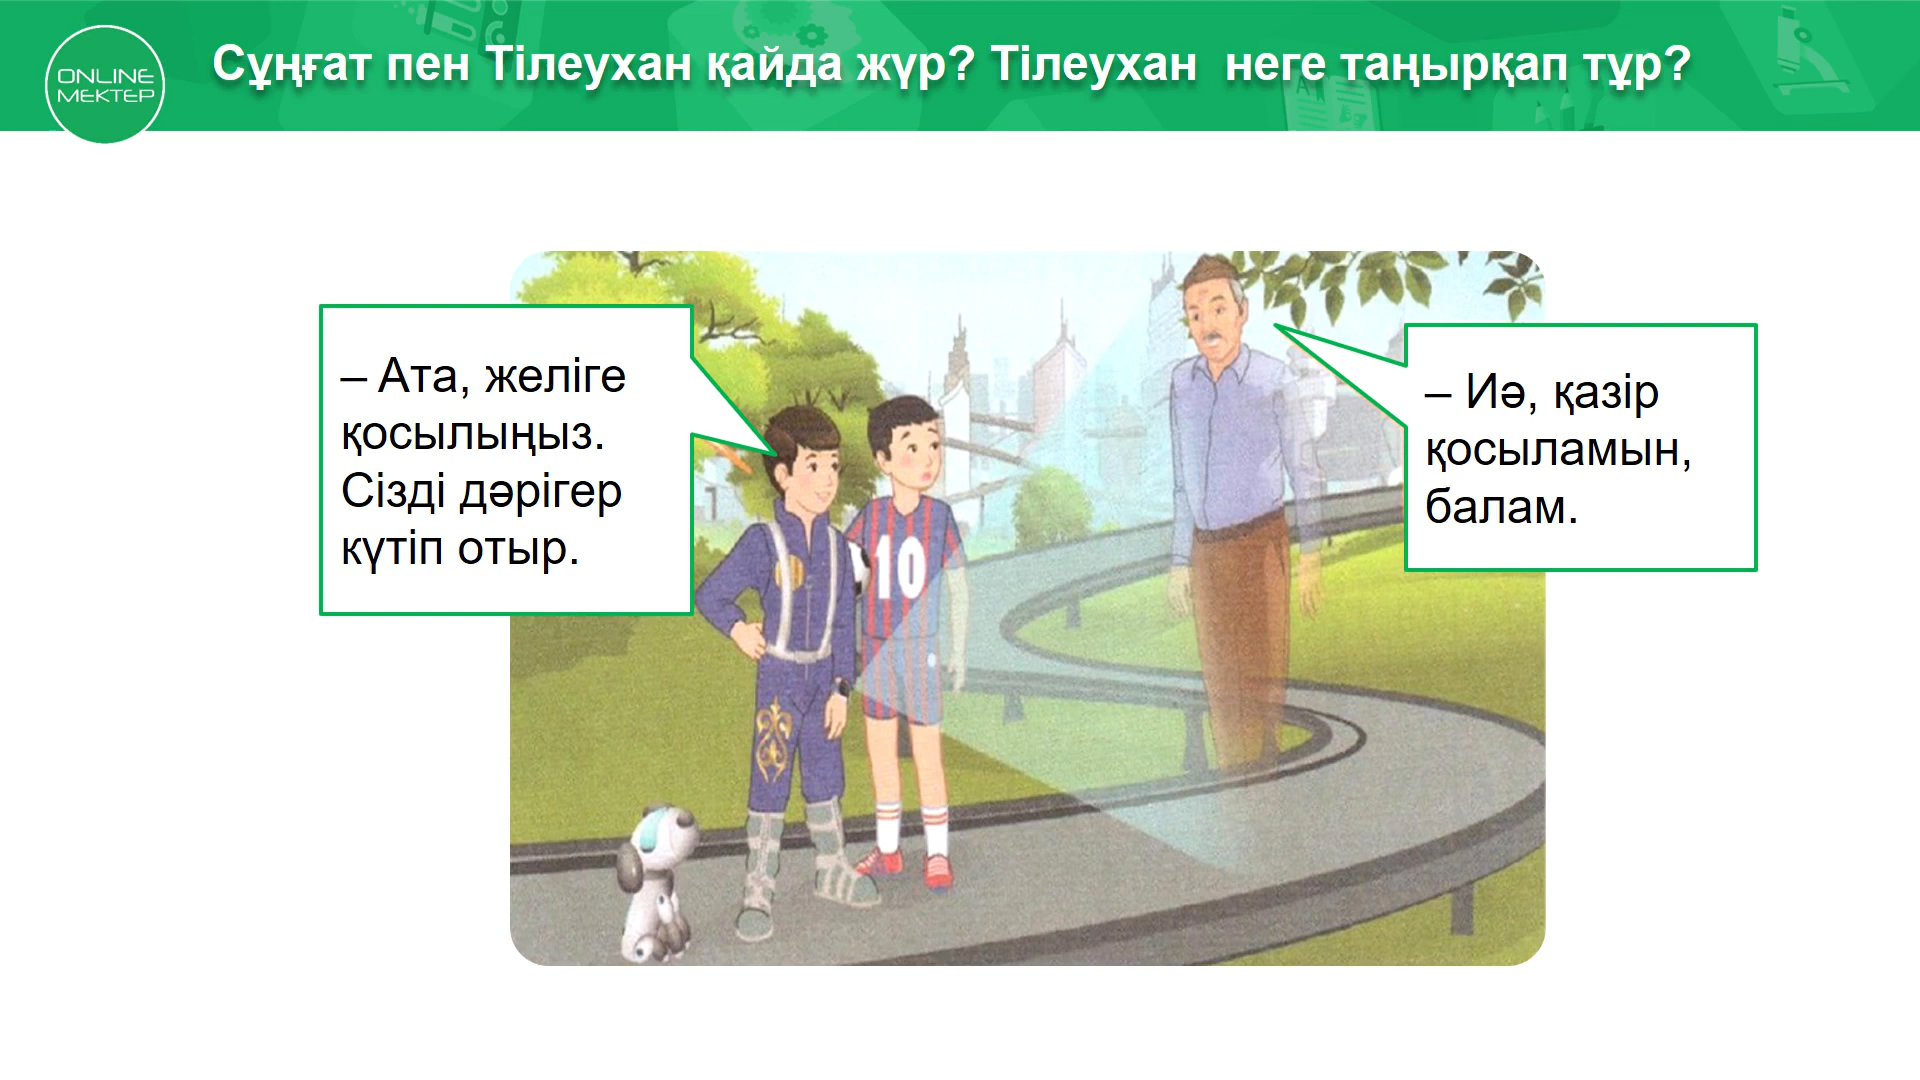 ONLINE
MEKTEP
Сұңғат пен Тілеухан қайда жүр? Тілеухан неге таңырқап тұр?
– Ата, желіге
қосылыңыз.
Сізді дәрігер
күтіп отыр.
– Иә, қазір
қосыламын,
балам.
10